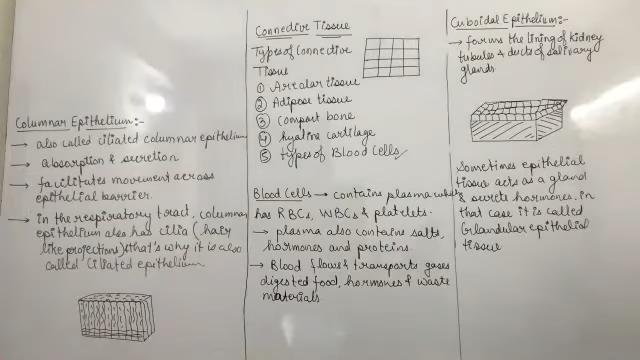 Columnar Epithelium:-
→ also called ciliated columnar epithelium
→ absorption & secretion
→ facilitates movement across
epithelial barrier.
→ in the respiratory tract, columnar
epithelium also has cilia (hair
like projections) that's why it is also
called Ciliated epithelium
Connective Tissue
Types of Connective
Tissue
① Areolar tissue
② Adipose tissue
③ compact bone
④ hyaline cartilage
⑤ types of Blood Cells
Blood Cells → contains plasma which
has RBCs, WBCs & platelets.
→ plasma also contains salts,
hormones and proteins.
→ Blood flows & transports gases
digested food, hormones & waste
materials
Cuboidal Epithelium:-
→ forms the lining of kidney
tubules & ducts of salivary
glands
Sometimes epithelial
tissue acts as a gland
& secrets hormones. in
that case it is called
Glandular epithelial
tissue